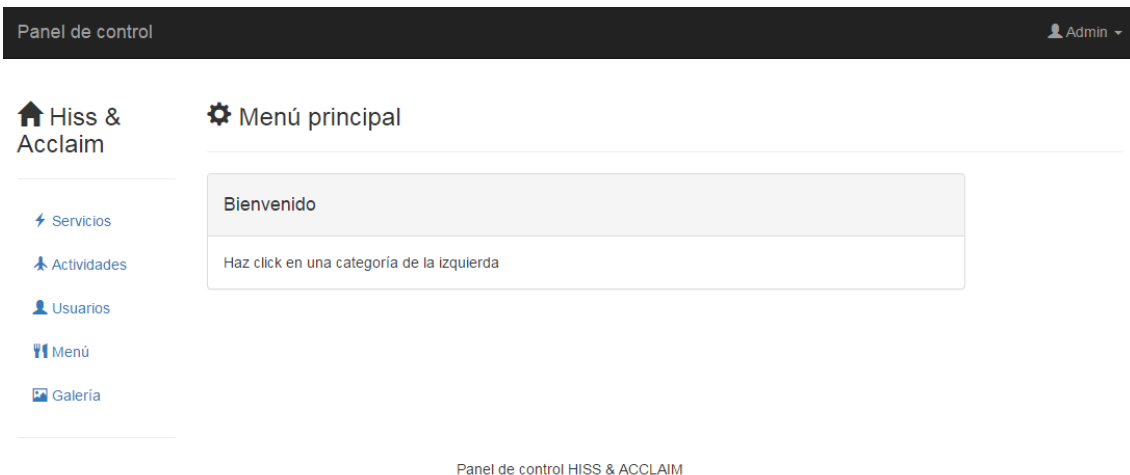 Panel de control
Admin
Hiss &
Acclaim
Servicios
Actividades
Usuarios
Menú
Galería
Menú principal
Bienvenido
Haz click en una categoría de la izquierda
Panel de control HISS & ACCLAIM